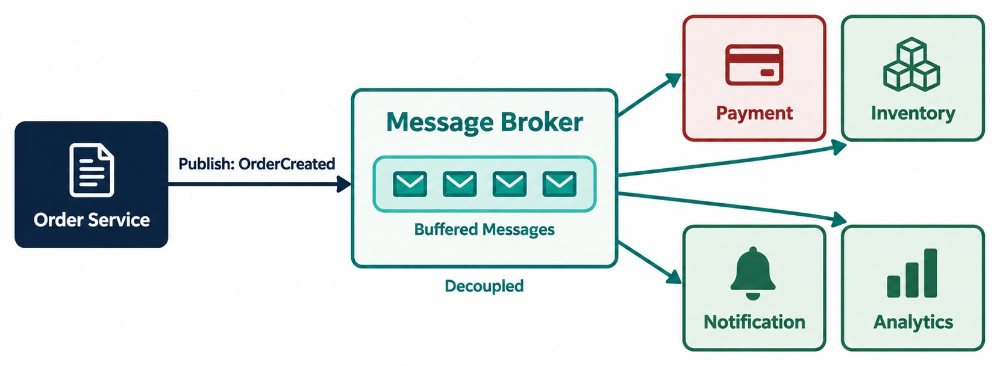 Order Service
Publish: OrderCreated
Message Broker
Buffered Messages
Decoupled
Payment
Inventory
Notification
Analytics